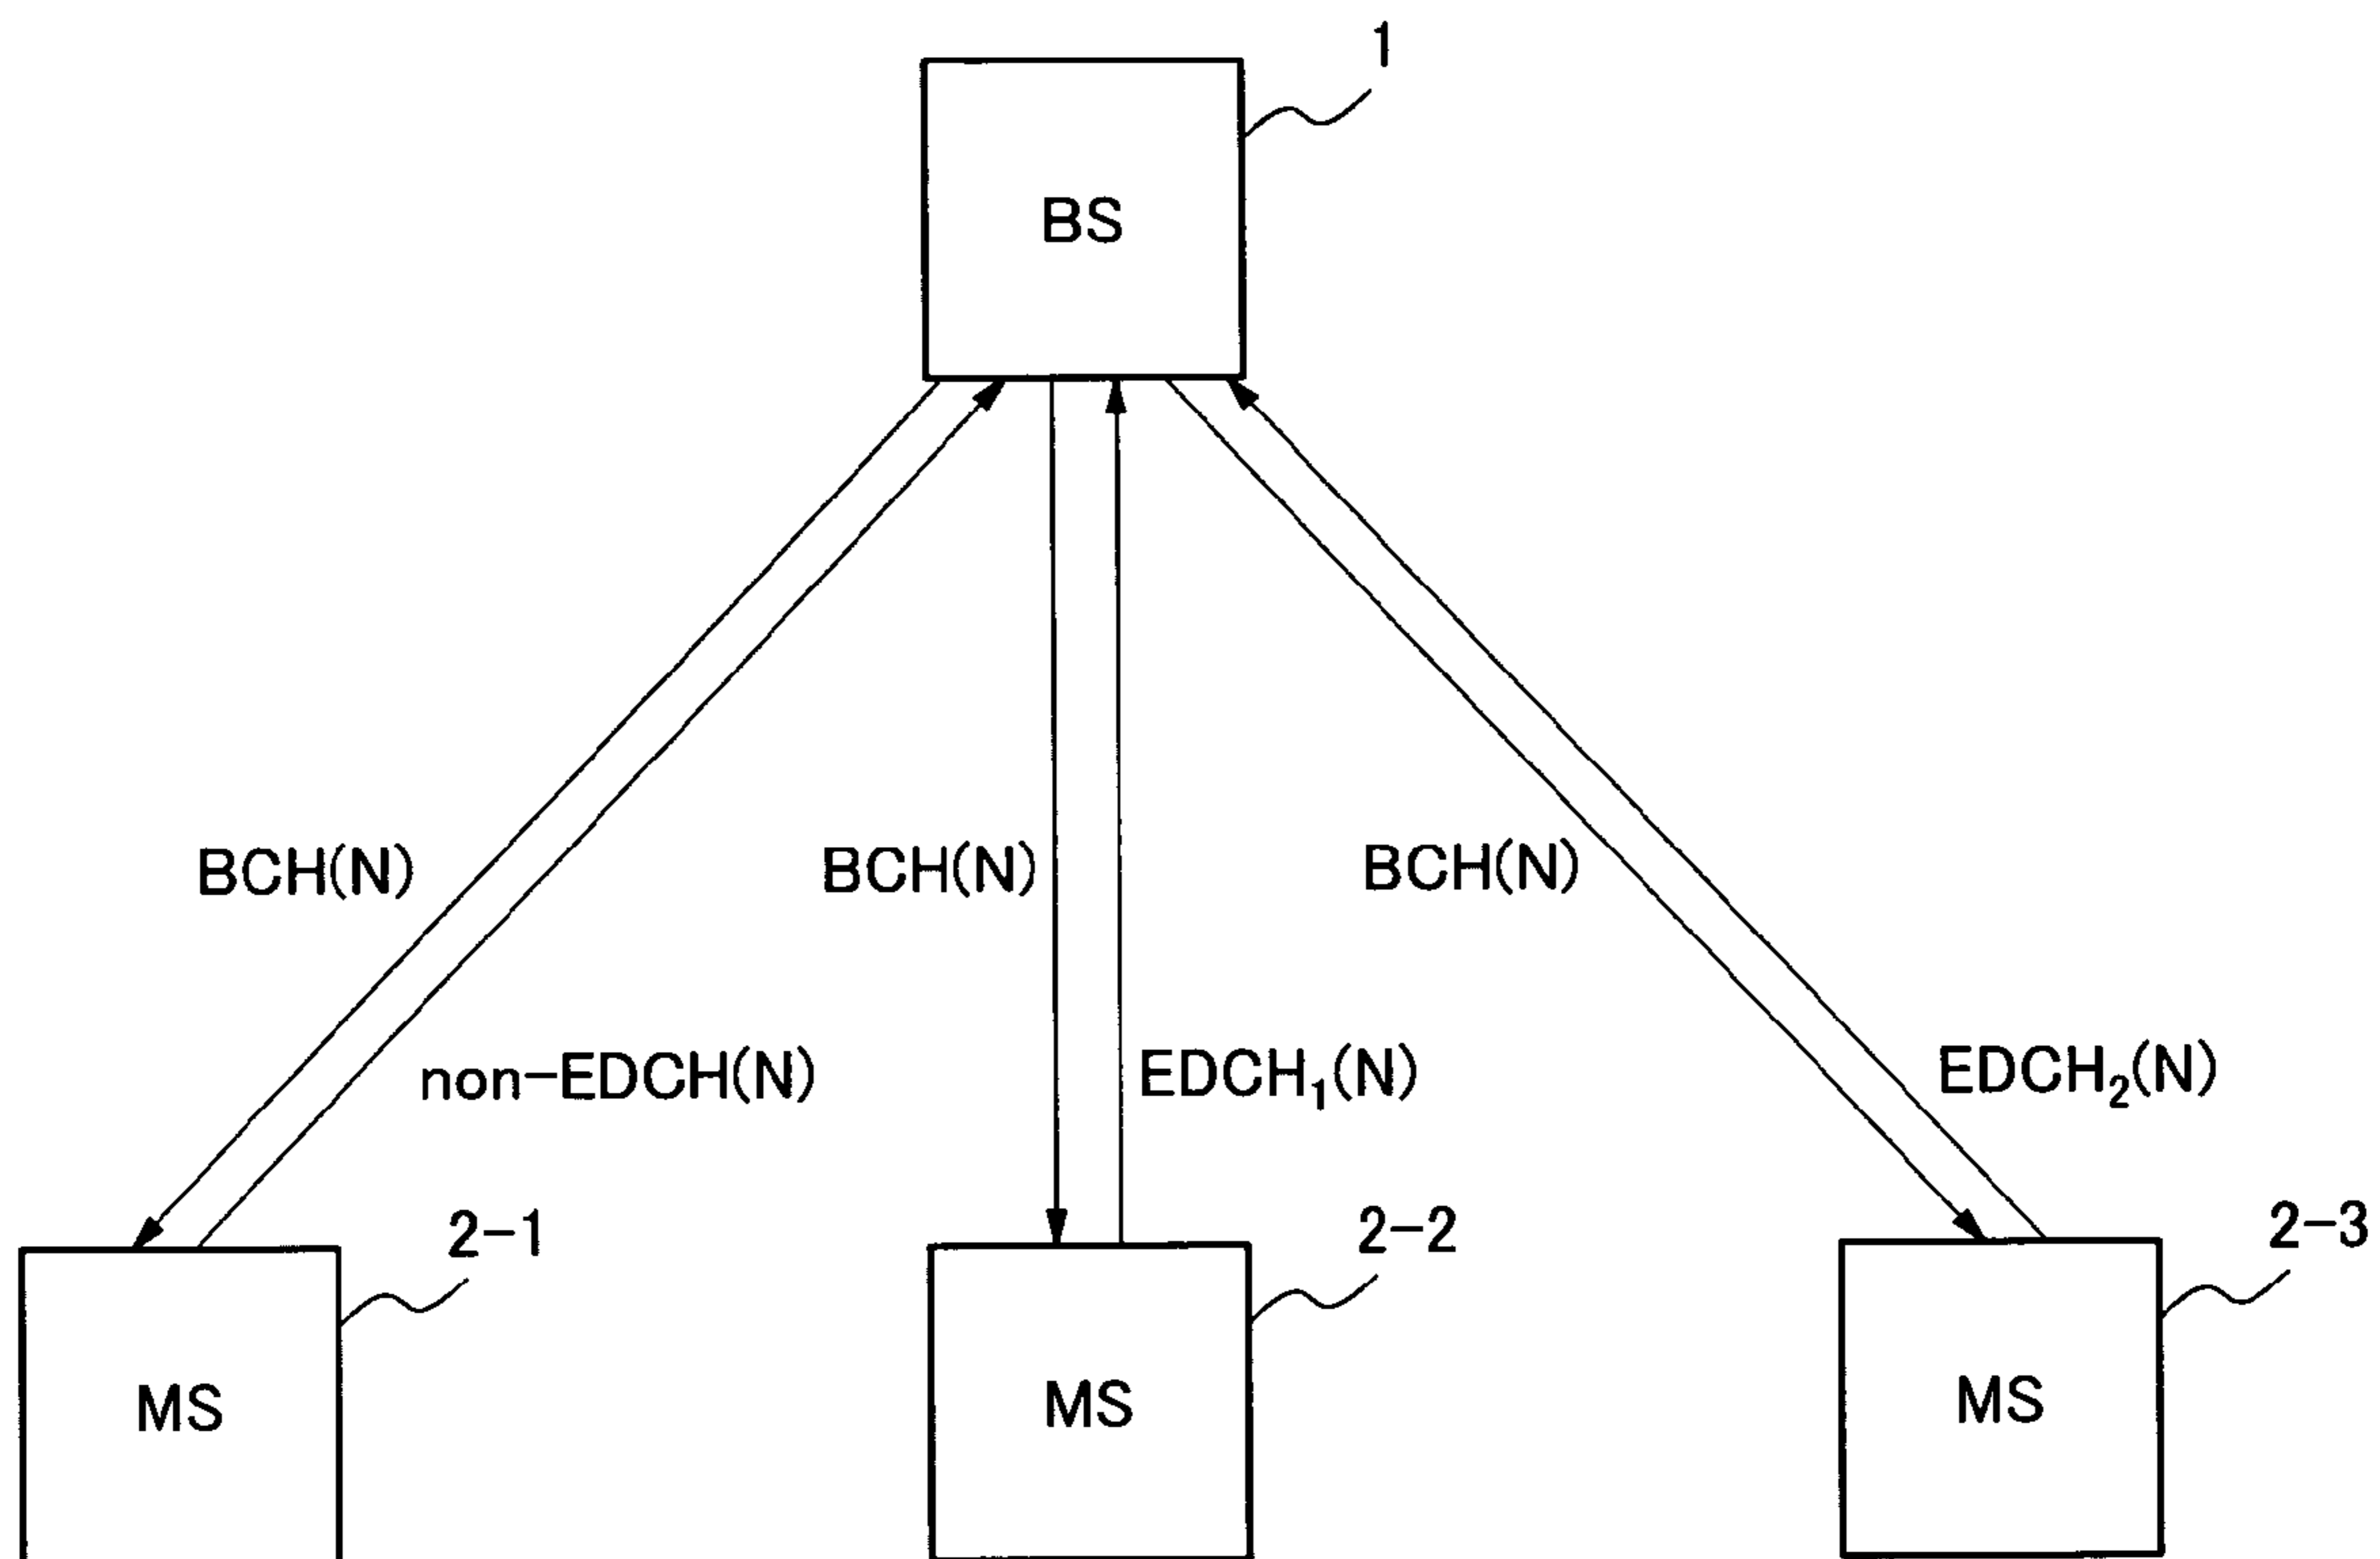 1
BS
BCH(N)
BCH(N)
BCH(N)
non-EDCH(N)
EDCH₁(N)
EDCH₂(N)
2-1
2-2
2-3
MS
MS
MS